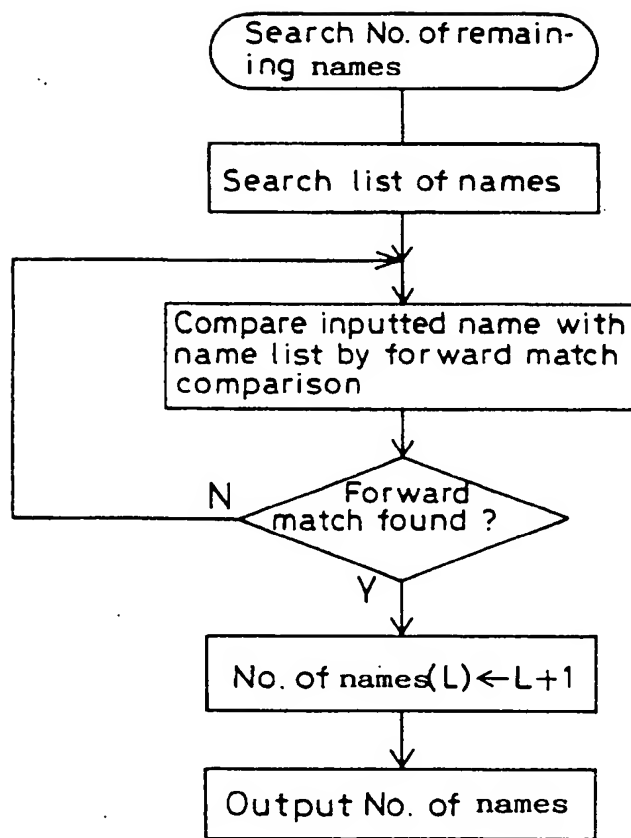 Search No. of remain-
ing names
Search list of names
Compare inputted name with
name list by forward match
comparison
N
Forward
match found ?
Y
No. of names(L)←L+1
Output No. of names